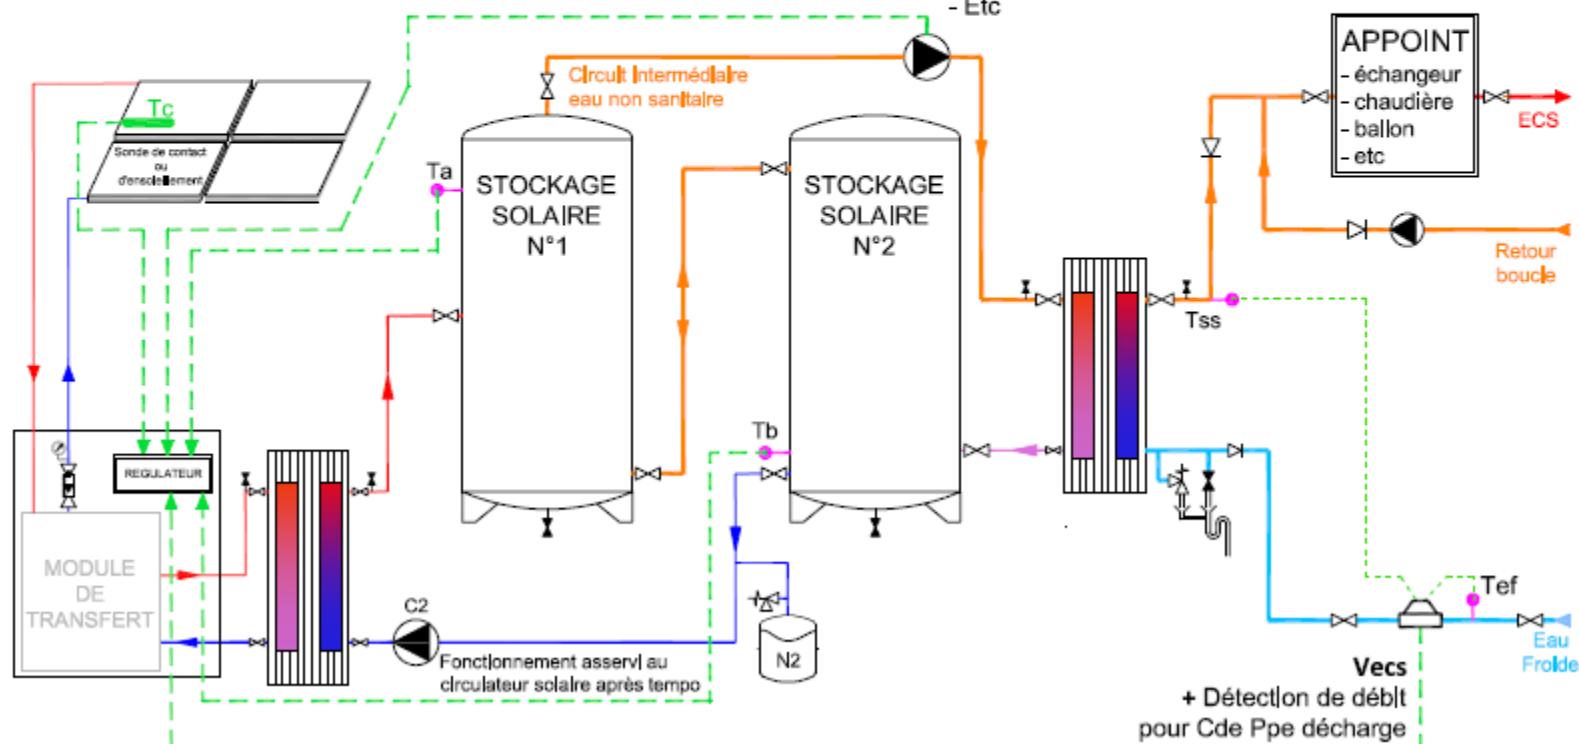 - Etc
Circuit Intermédiaire
eau non sanitaire
APPOINT
- échangeur
- chaudière
- ballon
- etc
ECS
Tc
Sonde de contact
ou
d'ensoleillement
Ta
STOCKAGE
SOLAIRE
N°1
STOCKAGE
SOLAIRE
N°2
Retour
boucle
Tss
Tb
REGULATEUR
MODULE
DE
TRANSFERT
C2
Fonctionnement asservi au
circulateur solaire après tempo
N2
Tef
Eau
Froide
Vecs
+ Détection de débit
pour Cde Ppe décharge